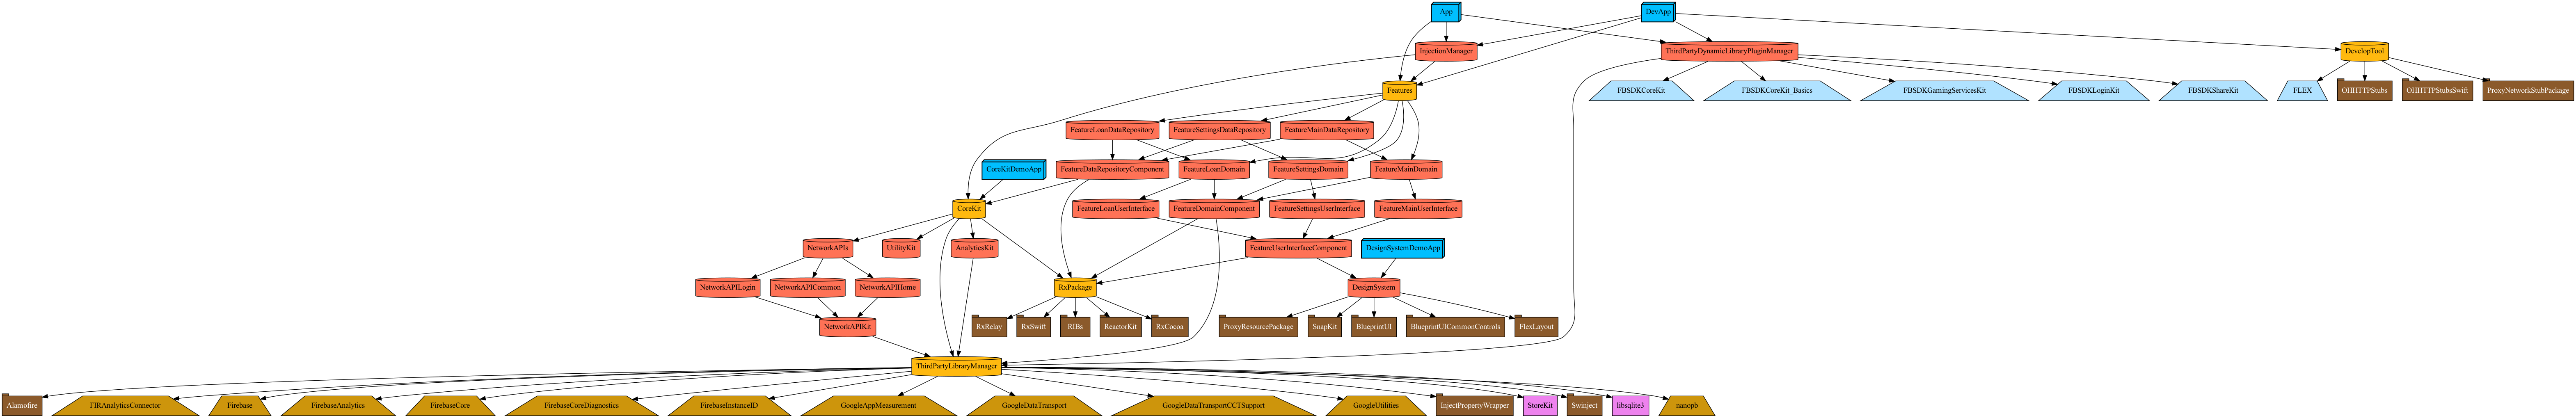 App
DevApp
InjectionManager
ThirdPartyDynamicLibraryPluginManager
DevelopTool
Features
FBSDKCoreKit
FBSDKCoreKit_Basics
FBSDKGamingServicesKit
FBSDKLoginKit
FBSDKShareKit
FLEX
OHHTTPStubs
OHHTTPStubsSwift
ProxyNetworkStubPackage
FeatureLoanDataRepository
FeatureSettingsDataRepository
FeatureMainDataRepository
CoreKitDemoApp
FeatureDataRepositoryComponent
FeatureLoanDomain
FeatureSettingsDomain
FeatureMainDomain
CoreKit
FeatureLoanUserInterface
FeatureDomainComponent
FeatureSettingsUserInterface
FeatureMainUserInterface
NetworkAPIs
UtilityKit
AnalyticsKit
FeatureUserInterfaceComponent
DesignSystemDemoApp
NetworkAPILogin
NetworkAPICommon
NetworkAPIHome
RxPackage
DesignSystem
NetworkAPIKit
RxRelay
RxSwift
RIBs
ReactorKit
RxCocoa
ProxyResourcePackage
SnapKit
BlueprintUI
BlueprintUICommonControls
FlexLayout
ThirdPartyLibraryManager
Alamofire
FIRAnalyticsConnector
Firebase
FirebaseAnalytics
FirebaseCore
FirebaseCoreDiagnostics
FirebaseInstanceID
GoogleAppMeasurement
GoogleDataTransport
GoogleDataTransportCCTSupport
GoogleUtilities
InjectPropertyWrapper
StoreKit
Swinject
libsqlite3
nanopb